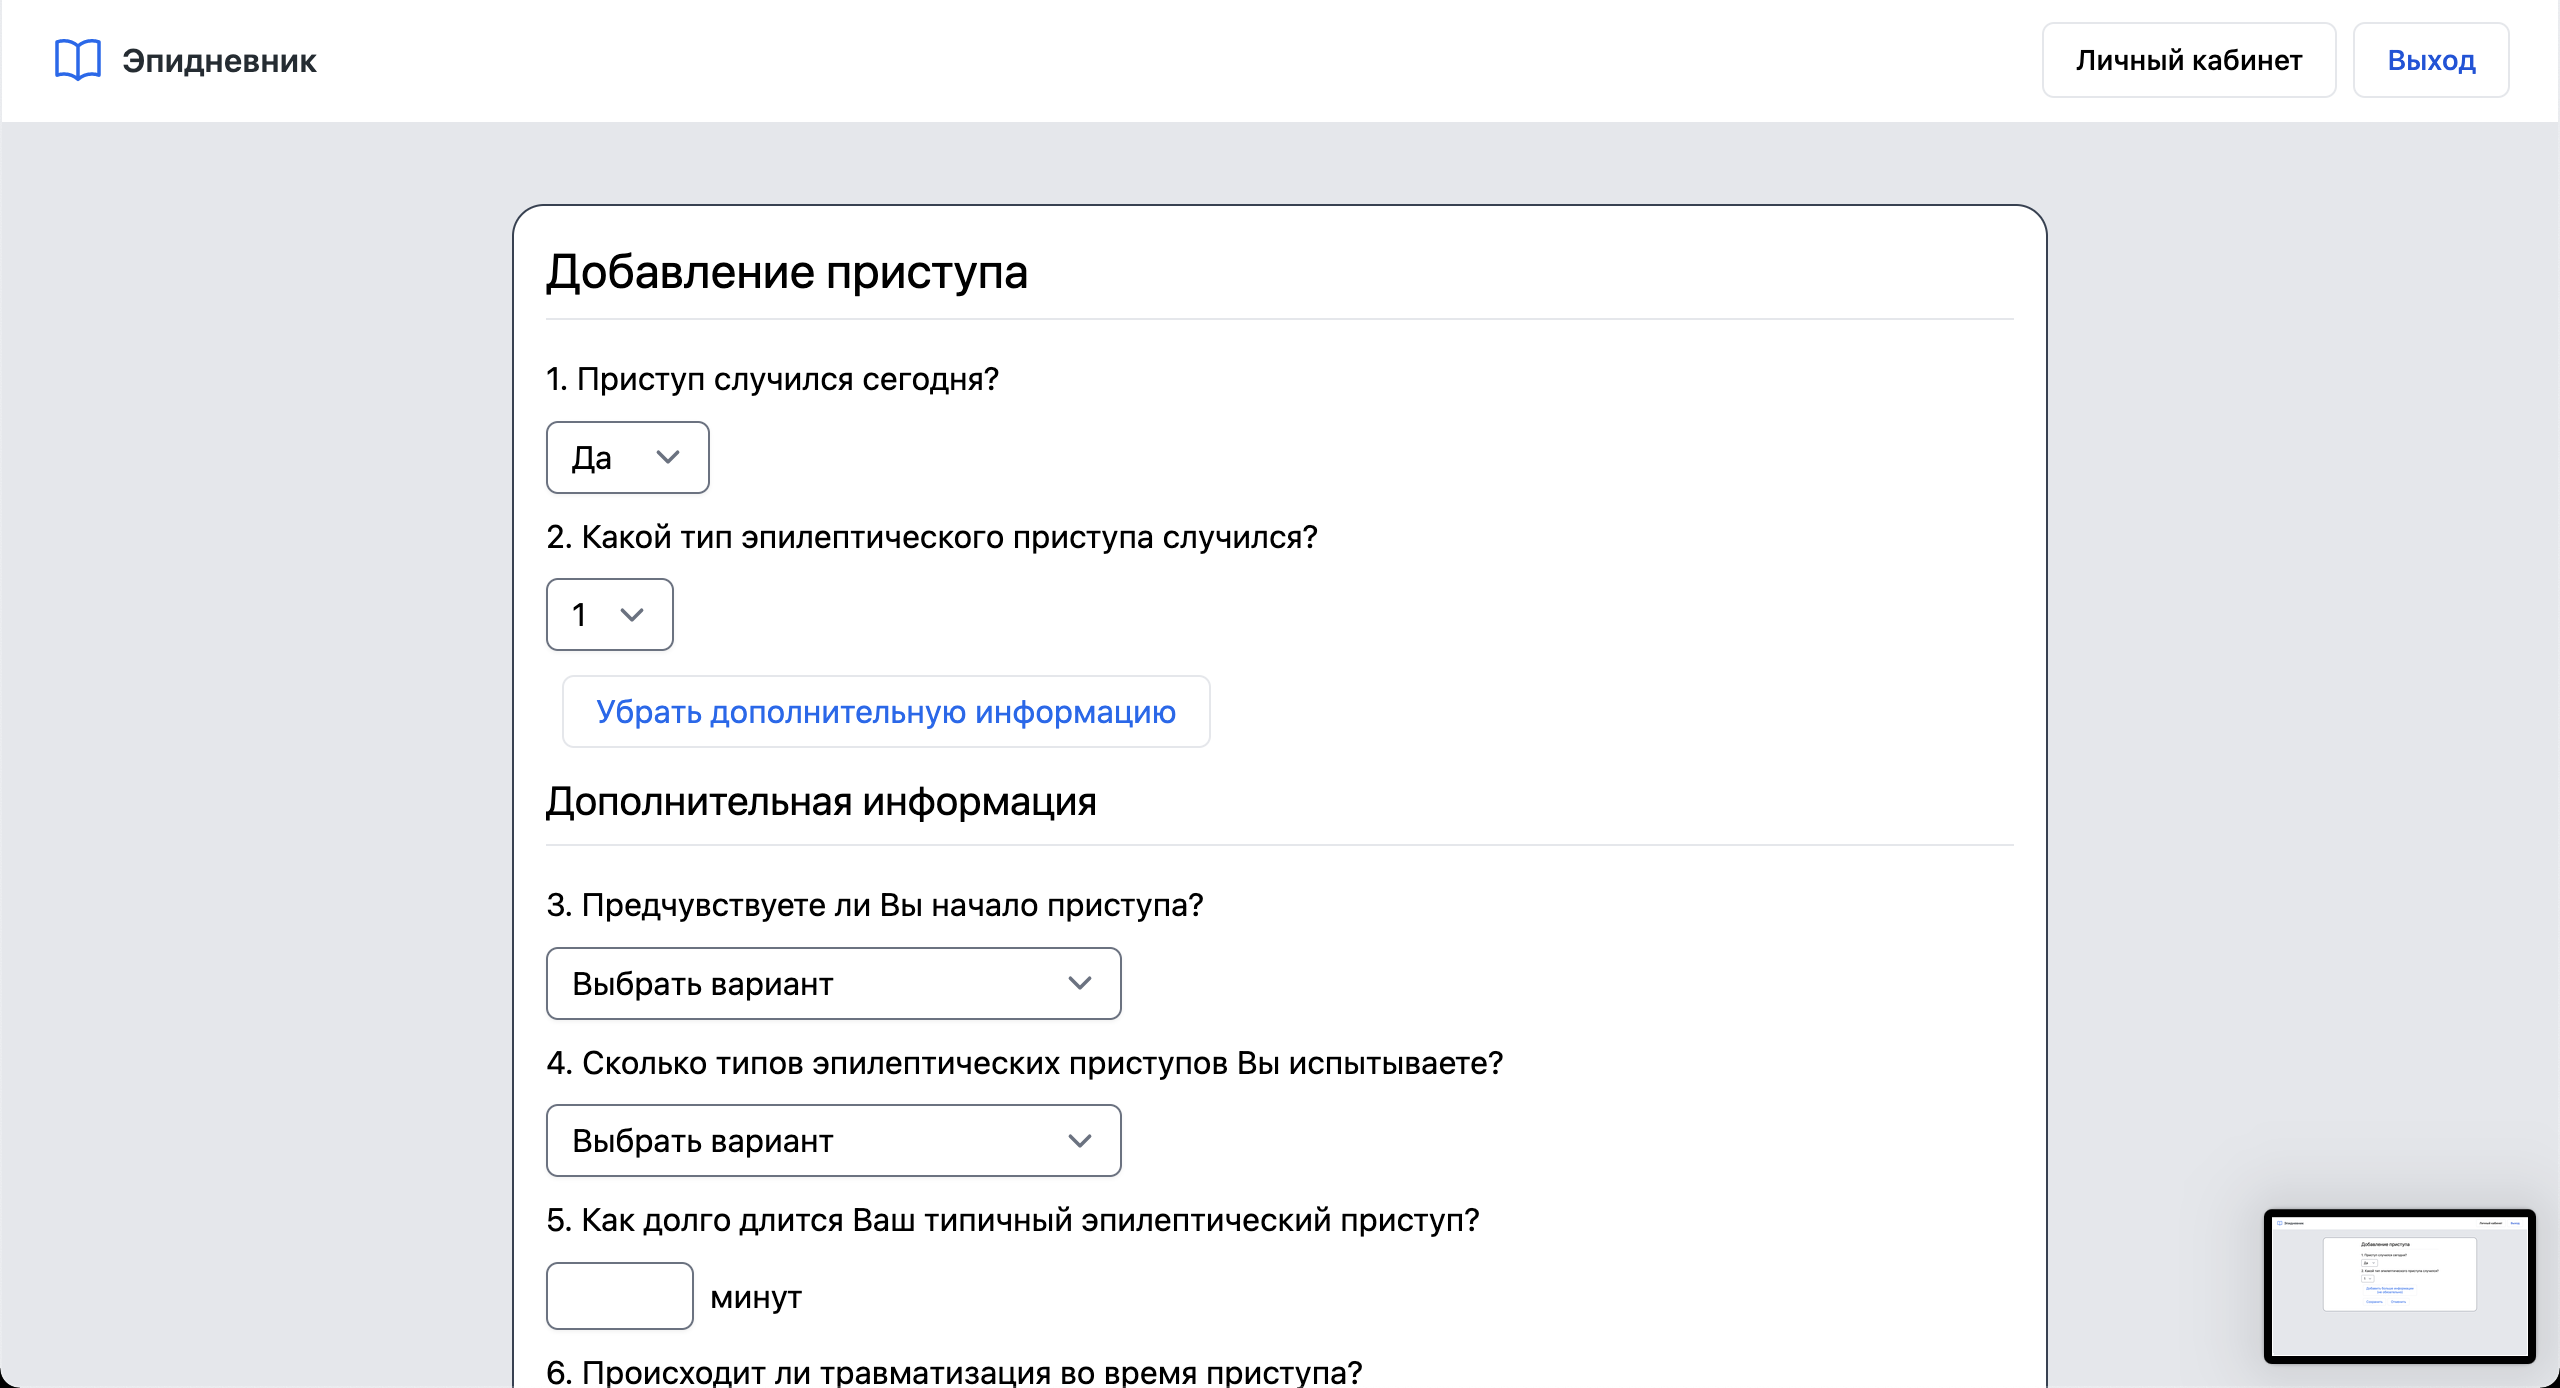 Эпидневник
Личный кабинет
Выход
Добавление приступа
1. Приступ случился сегодня?
Да
2. Какой тип эпилептического приступа случился?
1
Убрать дополнительную информацию
Дополнительная информация
3. Предчувствуете ли Вы начало приступа?
Выбрать вариант
4. Сколько типов эпилептических приступов Вы испытываете?
Выбрать вариант
5. Как долго длится Ваш типичный эпилептический приступ?
минут
6. Происходит ли травматизация во время приступа?